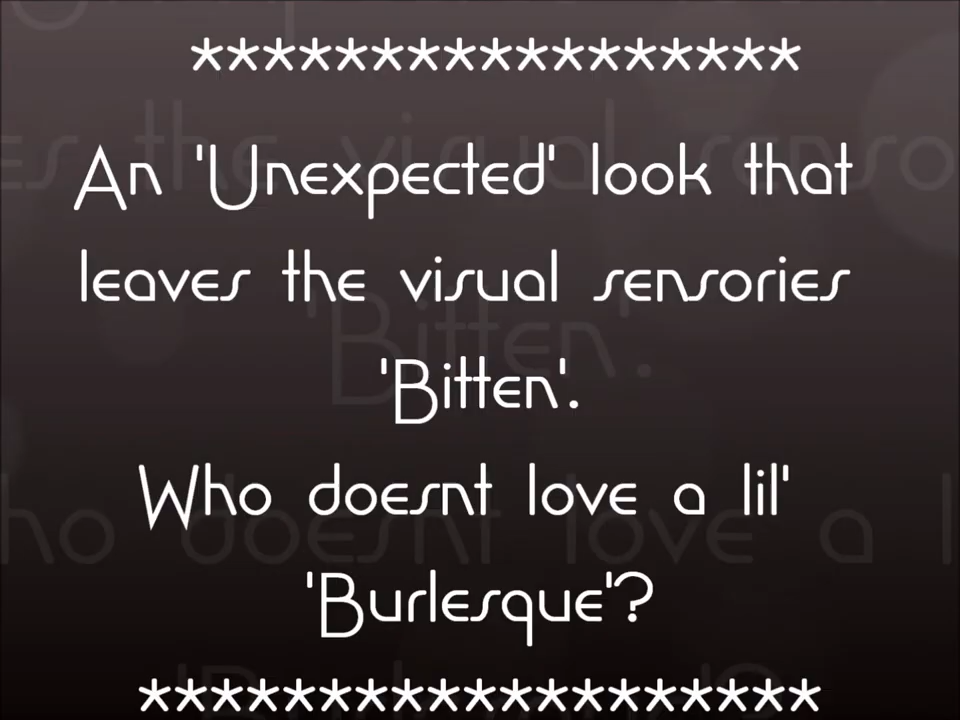 *****************
An 'Unexpected' look that
leaves the visual sensories
'Bitten'.
Who doesnt love a lil'
'Burlesque'?
*******************